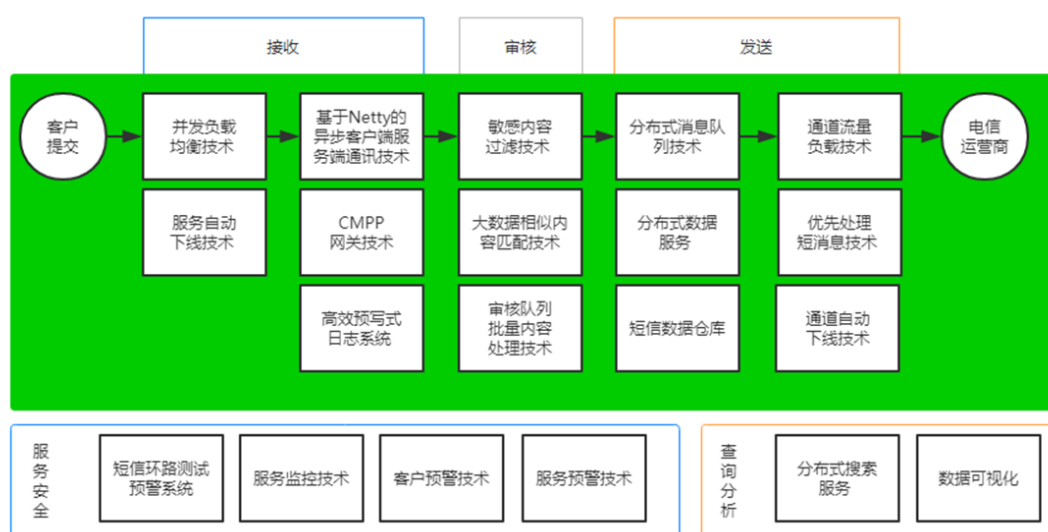 接收
审核
发送
客户
提交
并发负载
均衡技术
基于Netty的
异步客户端服
务端通讯技术
敏感内容
过滤技术
分布式消息队
列技术
通道流量
负载技术
电信
运营商
服务自动
下线技术
CMPP
网关技术
大数据相似内
容匹配技术
分布式数据
服务
优先处理
短消息技术
高效预写式
日志系统
审核队列
批量内容
处理技术
短信数据仓库
通道自动
下线技术
服
务
安
全
短信环路测试
预警系统
服务监控技术
客户预警技术
服务预警技术
查
询
分
析
分布式搜索
服务
数据可视化